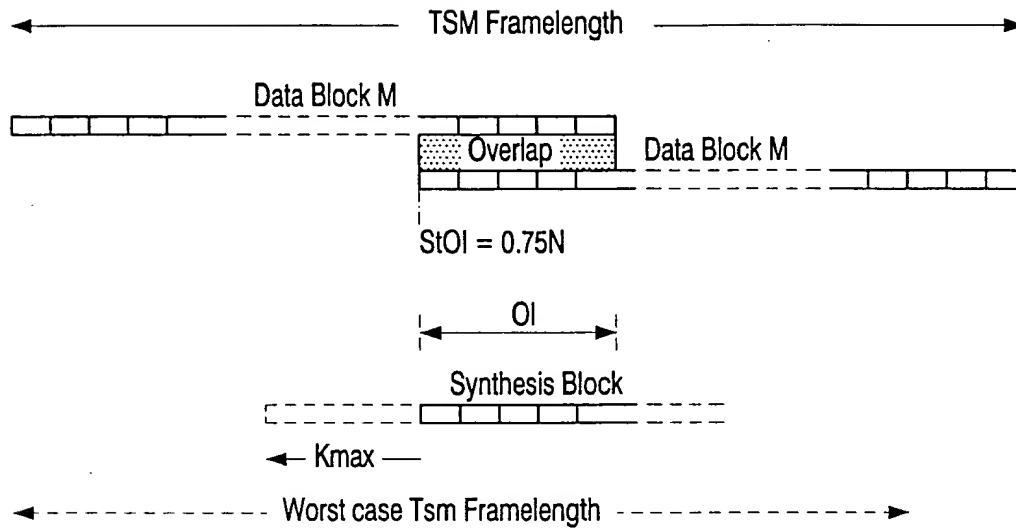 TSM Framelength
Data Block M
Overlap
Data Block M
StOl = 0.75N
Ol
Synthesis Block
Kmax
Worst case Tsm Framelength